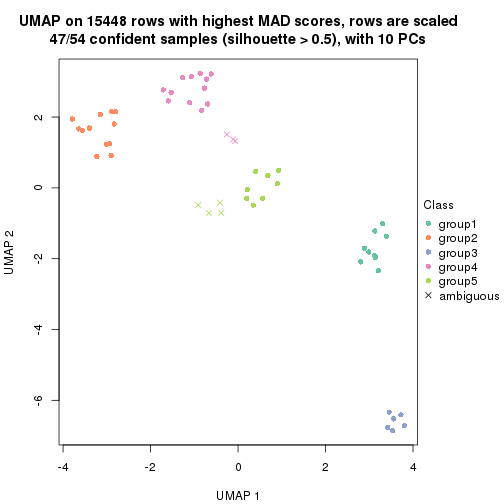 UMAP on 15448 rows with highest MAD scores, rows are scaled
47/54 confident samples (silhouette > 0.5), with 10 PCs
2
0
-2
-4
-6
UMAP 2
-4
-2
0
2
4
UMAP 1
Class
group1
group2
group3
group4
group5
ambiguous